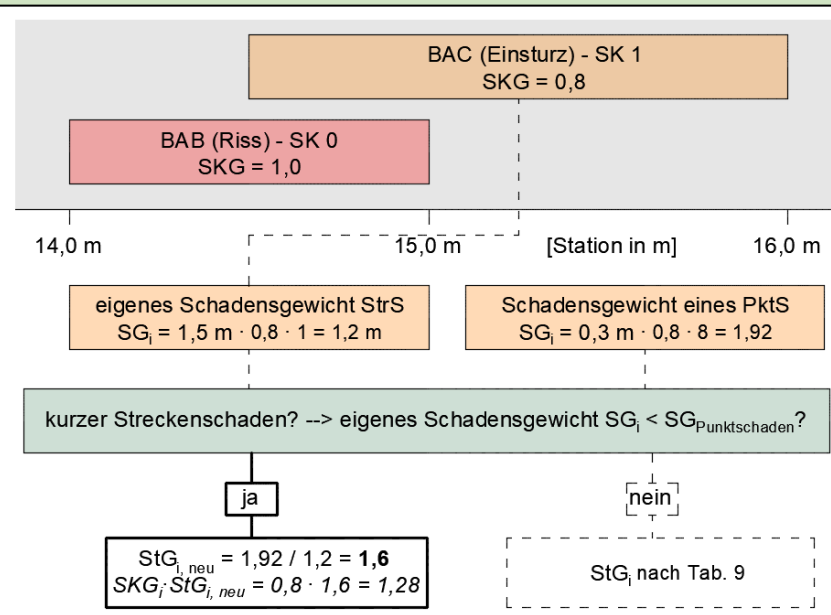 BAC (Einsturz) - SK 1
SKG = 0,8
BAB (Riss) - SK 0
SKG = 1,0
14,0 m 15,0 m [Station in m] 16,0 m
eigenes Schadensgewicht StrS
SGi = 1,5 m · 0,8 · 1 = 1,2 m
Schadensgewicht eines PktS
SGi = 0,3 m · 0,8 · 8 = 1,92
kurzer Streckenschaden? --> eigenes Schadensgewicht SGi < SGPunktschaden?
ja
nein
StGi, neu = 1,92 / 1,2 = 1,6
SKGi·StGi, neu = 0,8 · 1,6 = 1,28
StGi nach Tab. 9